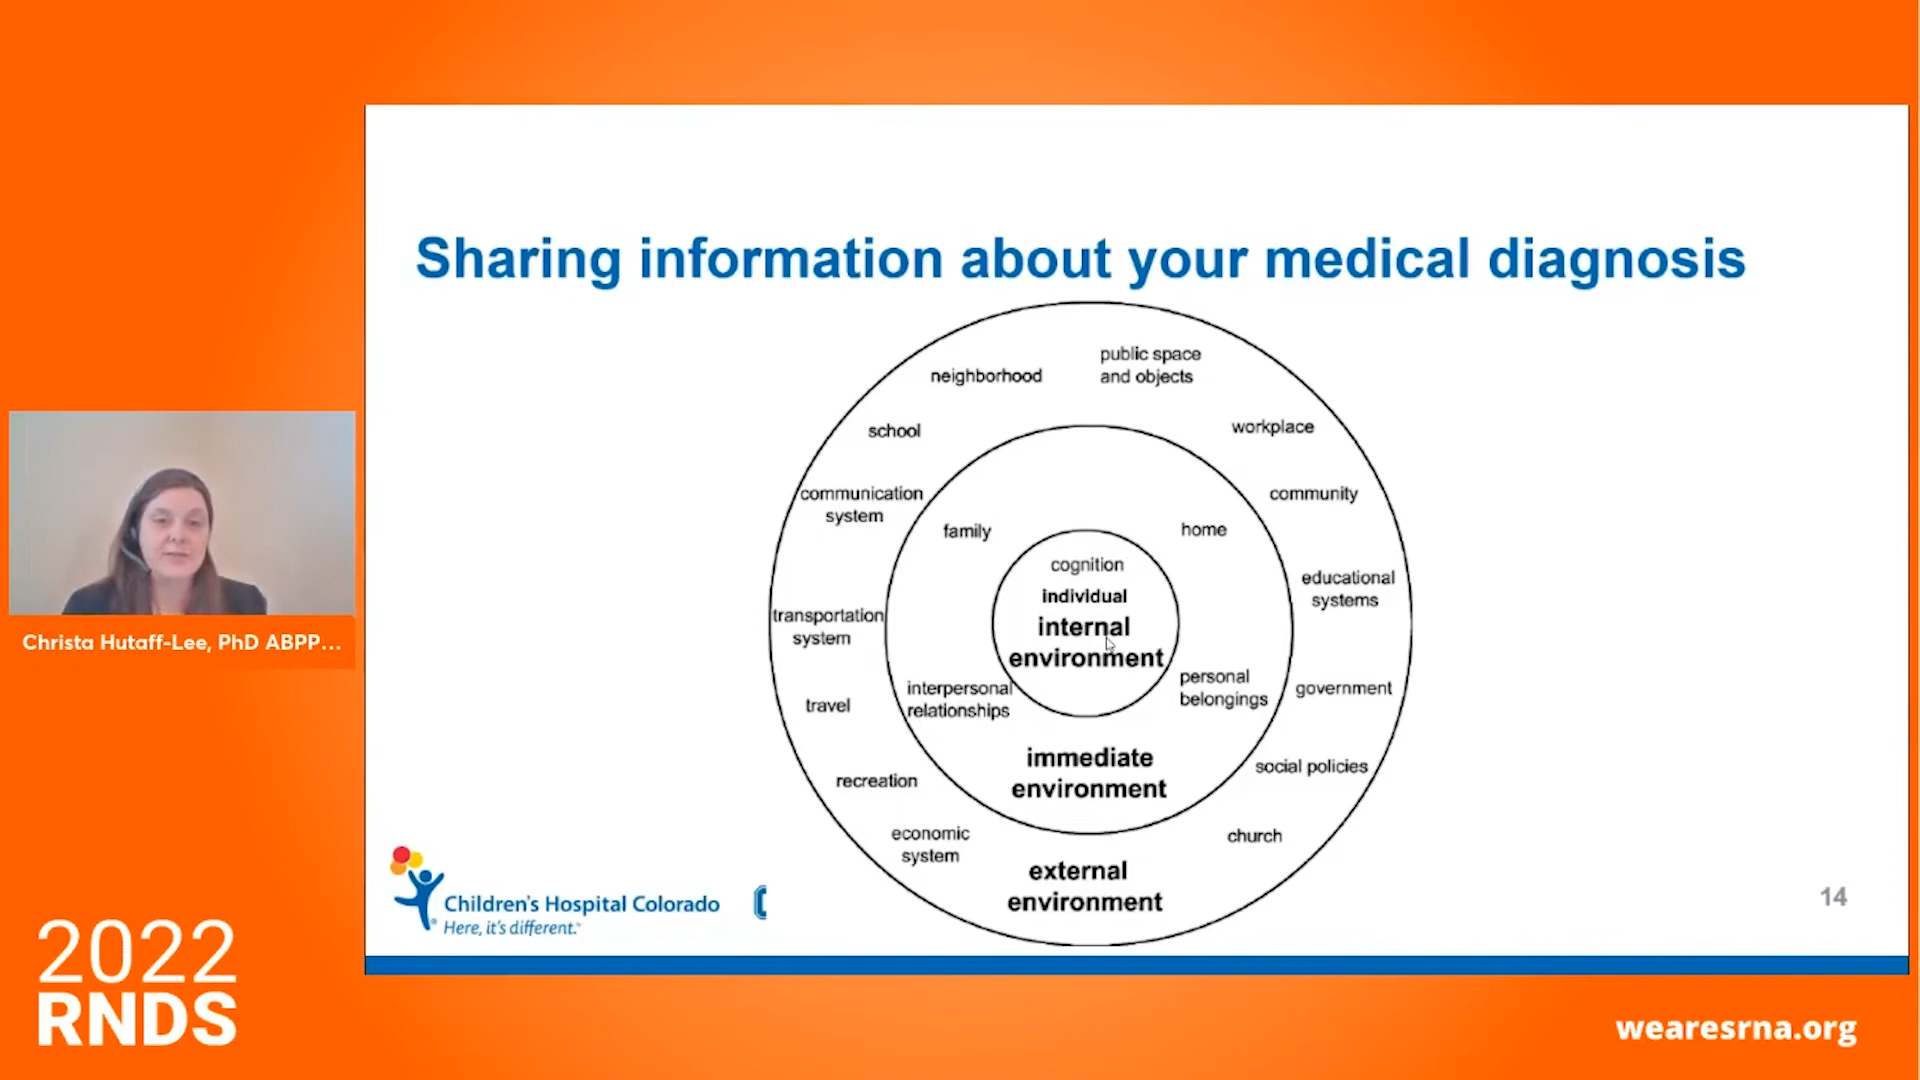 Sharing information about your medical diagnosis
neighborhood
public space
and objects
school
workplace
communication
system
community
family
home
cognition
individual
internal
environment
educational
systems
transportation
system
interpersonal
relationships
personal
belongings
government
travel
immediate
environment
social policies
recreation
economic
system
church
external
environment
Children's Hospital Colorado
Here, it's different.™
14
Christa Hutaff-Lee, PhD ABPP...
2022
RNDS
wearesrna.org